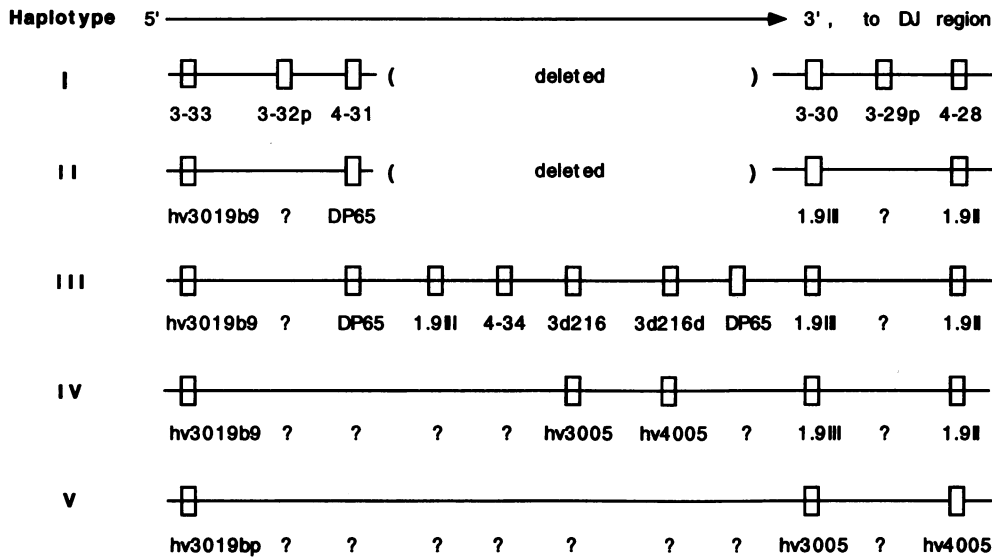 Haplotype 5' 3', to DJ region
I ( deleted )
3-33 3-32p 4-31 3-30 3-29p 4-28
II ( deleted )
hv3019b9 ? DP65 1.9III ? 1.9II
III
hv3019b9 ? DP65 1.9III 4-34 3d216 3d216d DP65 1.9III ? 1.9II
IV
hv3019b9 ? ? ? ? hv3005 hv4005 ? 1.9III ? 1.9II
V
hv3019bp ? ? ? ? ? ? ? hv3005 ? hv4005